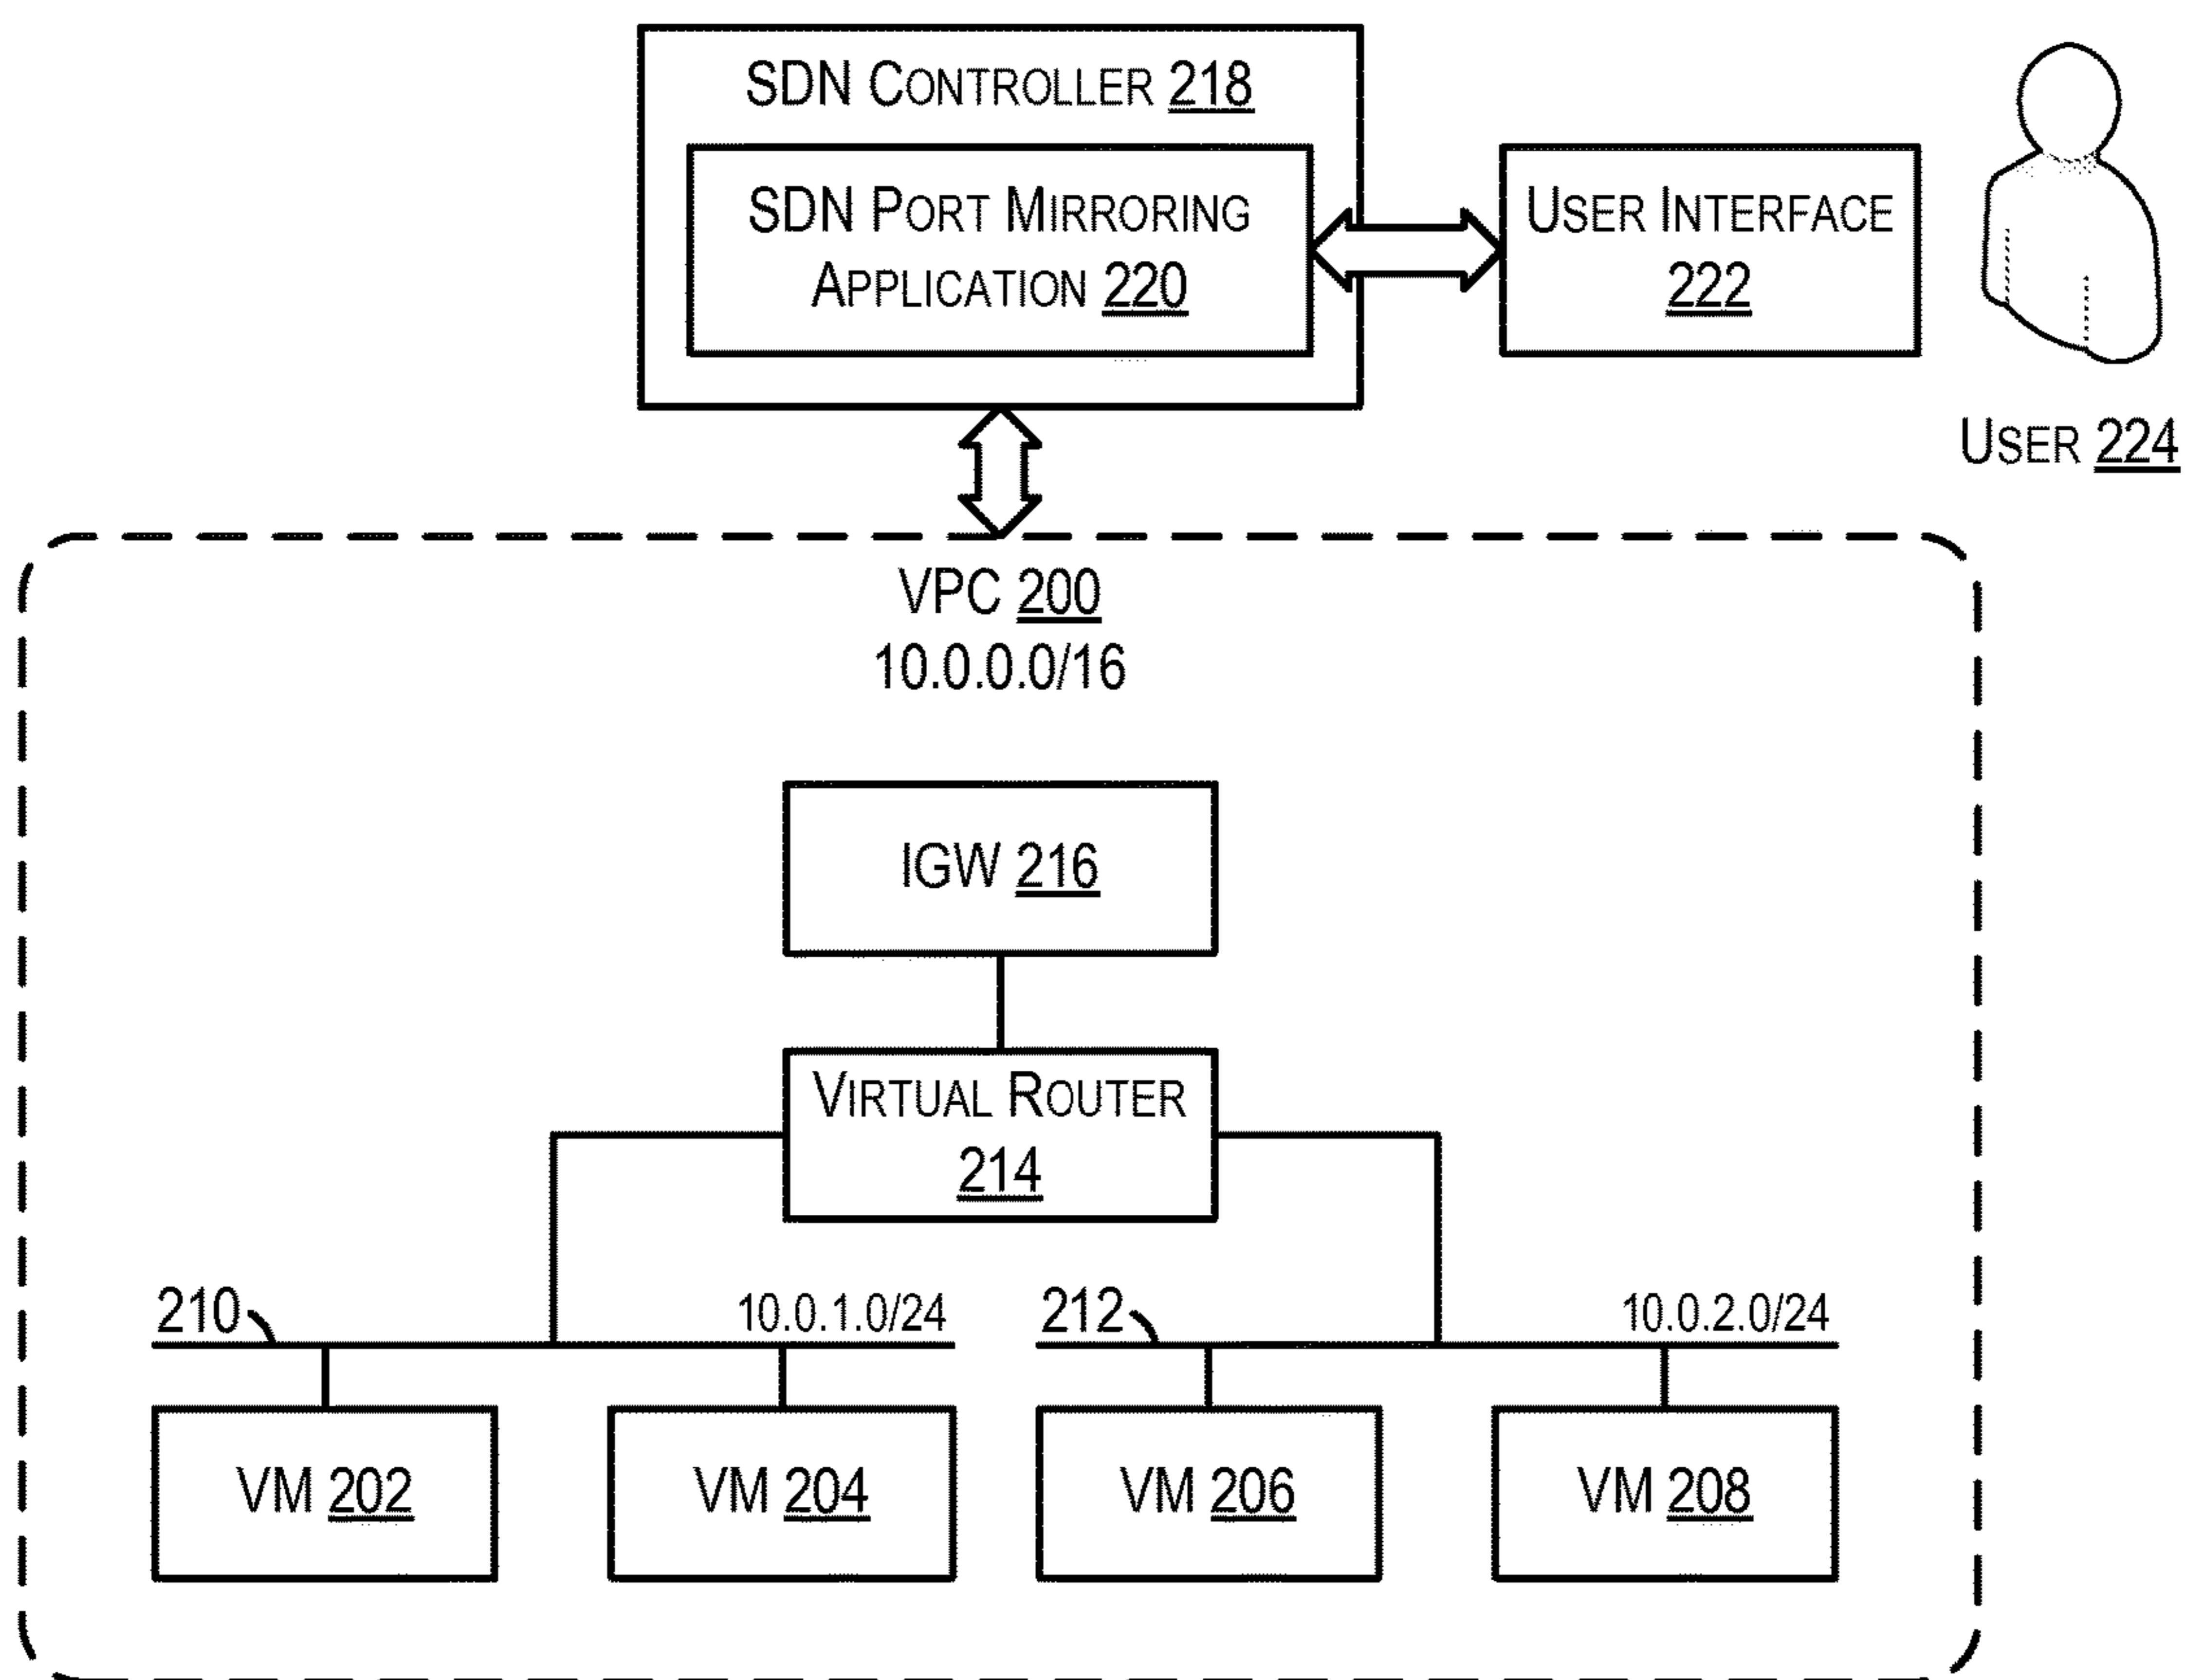 SDN CONTROLLER 218
SDN PORT MIRRORING
APPLICATION 220
USER INTERFACE
222
USER 224
VPC 200
10.0.0.0/16
IGW 216
VIRTUAL ROUTER
214
210
10.0.1.0/24
212
10.0.2.0/24
VM 202
VM 204
VM 206
VM 208